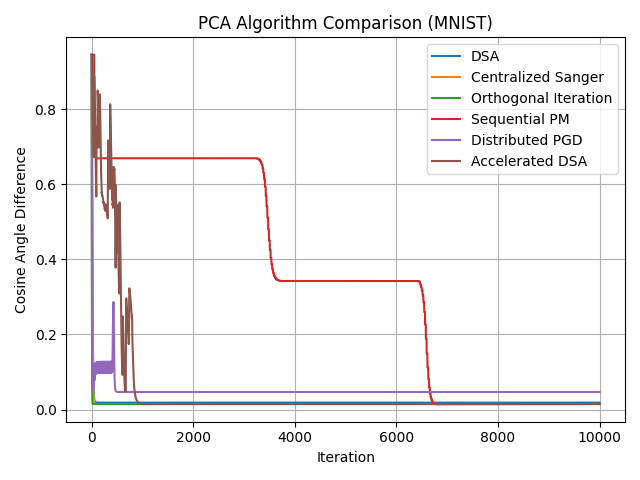 PCA Algorithm Comparison (MNIST)
DSA
Centralized Sanger
Orthogonal Iteration
Sequential PM
Distributed PGD
Accelerated DSA
Cosine Angle Difference
0.8
0.6
0.4
0.2
0.0
0
2000
4000
6000
8000
10000
Iteration